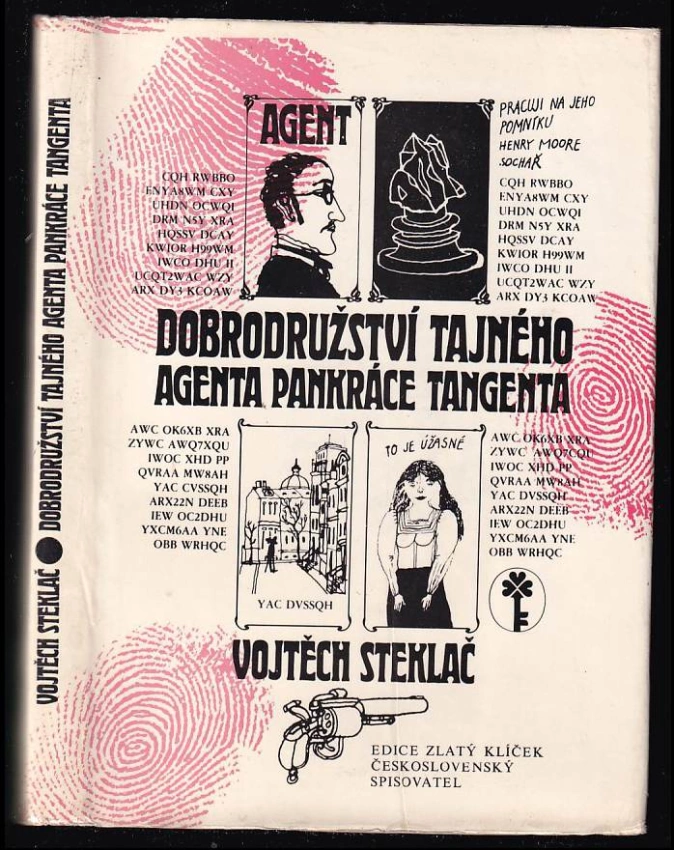 VOJTĚCH STEKLAČ ● DOBRODRUŽSTVÍ TAJNÉHO AGENTA PANKRÁCE TANGENTA
AGENT
PRACUJI NA JEHO
POMNÍKU
HENRY MOORE
SOCHAŘ
CQH RWBBO
ENYA8WM CXY
UHDN OCWQI
DRM N5Y XRA
HQSSV DCAY
KWIOR H99WM
IWCO DHU II
UCQT2WAC WZY
ARX DY3 KCOAW
CQH RWBBO
ENYA8WM CXY
UHDN OCWQI
DRM N5Y XRA
HQSSV DCAY
KWIOR H99WM
IWCO DHU II
UCQT2WAC WZY
ARX DY3 KCOAW
DOBRODRUŽSTVÍ TAJNÉHO
AGENTA PANKRÁCE TANGENTA
AWC OK6XB XRA
ZYWC AWQ7XQU
IWOC XHD PP
QVRAA MW8AH
YAC CVSSQH
ARX22N DEEB
IEW OC2DHU
YXCM6AA YNE
OBB WRHQC
YAC DVSSQH
TO JE ÚŽASNÉ
AWC OK6XB XRA
ZYWC AWQ7CQU
IWOC XHD PP
QVRAA MW8AH
YAC DVSSQH
ARX22N DEEB
IEW OC2DHU
YXCM6AA YNE
OBB WRHQC
VOJTĚCH STEKLAČ
EDICE ZLATÝ KLÍČEK
ČESKOSLOVENSKÝ
SPISOVATEL